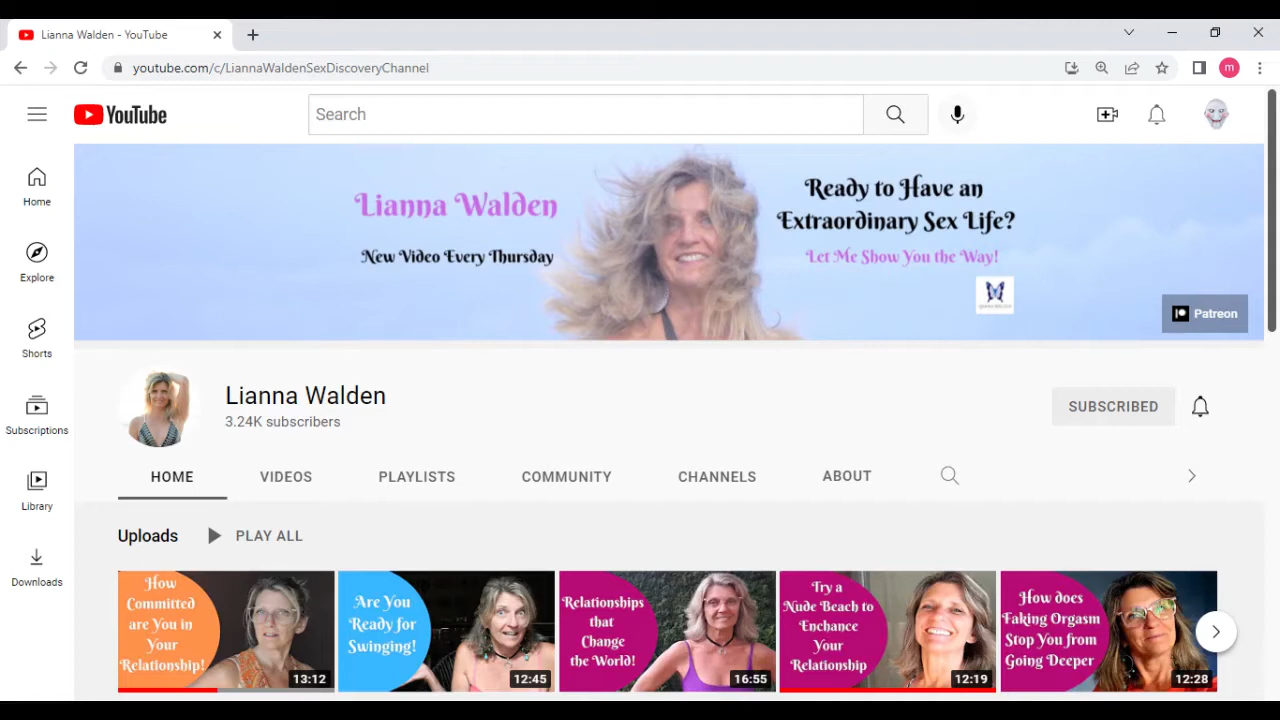 Lianna Walden - YouTube
youtube.com/c/LiannaWaldenSexDiscoveryChannel
m
YouTube
Search
Home
Explore
Shorts
Subscriptions
Library
Downloads
Lianna Walden
New Video Every Thursday
Ready to Have an
Extraordinary Sex Life?
Let Me Show You the Way!
Patreon
Lianna Walden
3.24K subscribers
SUBSCRIBED
HOME VIDEOS PLAYLISTS COMMUNITY CHANNELS ABOUT
Uploads PLAY ALL
How
Committed
are You in
Your
Relationship!
13:12
Are You
Ready for
Swinging!
12:45
Relationships
that
Change
the World!
16:55
Try a
Nude Beach to
Enchance
Your
Relationship
12:19
How does
Faking Orgasm
Stop You from
Going Deeper
12:28